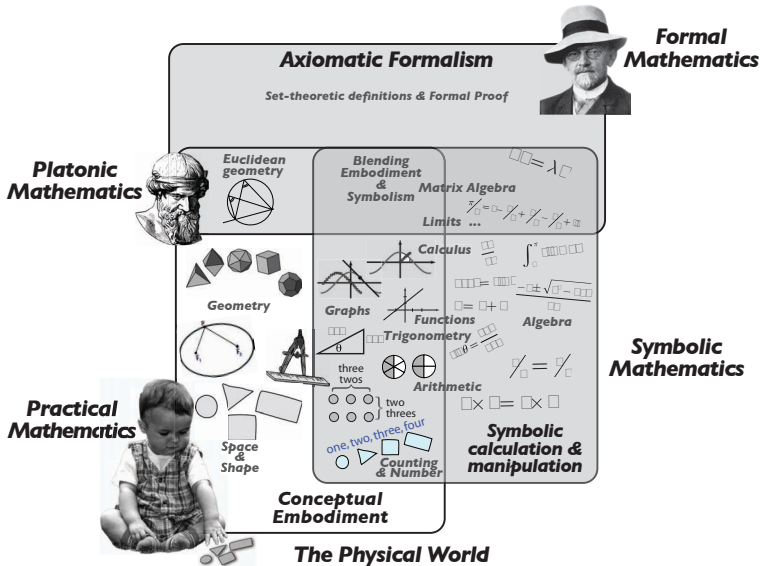 Formal
Mathematics
Axiomatic Formalism
Set-theoretic definitions & Formal Proof
Platonic
Mathematics
Euclidean
geometry
Blending
Embodiment
&
Symbolism
Matrix Algebra
Limits ...
Calculus
Geometry
Graphs
Functions
Algebra
Trigonometry
θ
Arithmetic
Symbolic
Mathematics
three
twos
two
threes
Practical
Mathematics
Space
&
Shape
one, two, three, four
Counting
& Number
Symbolic
calculation &
manipulation
Conceptual
Embodiment
The Physical World